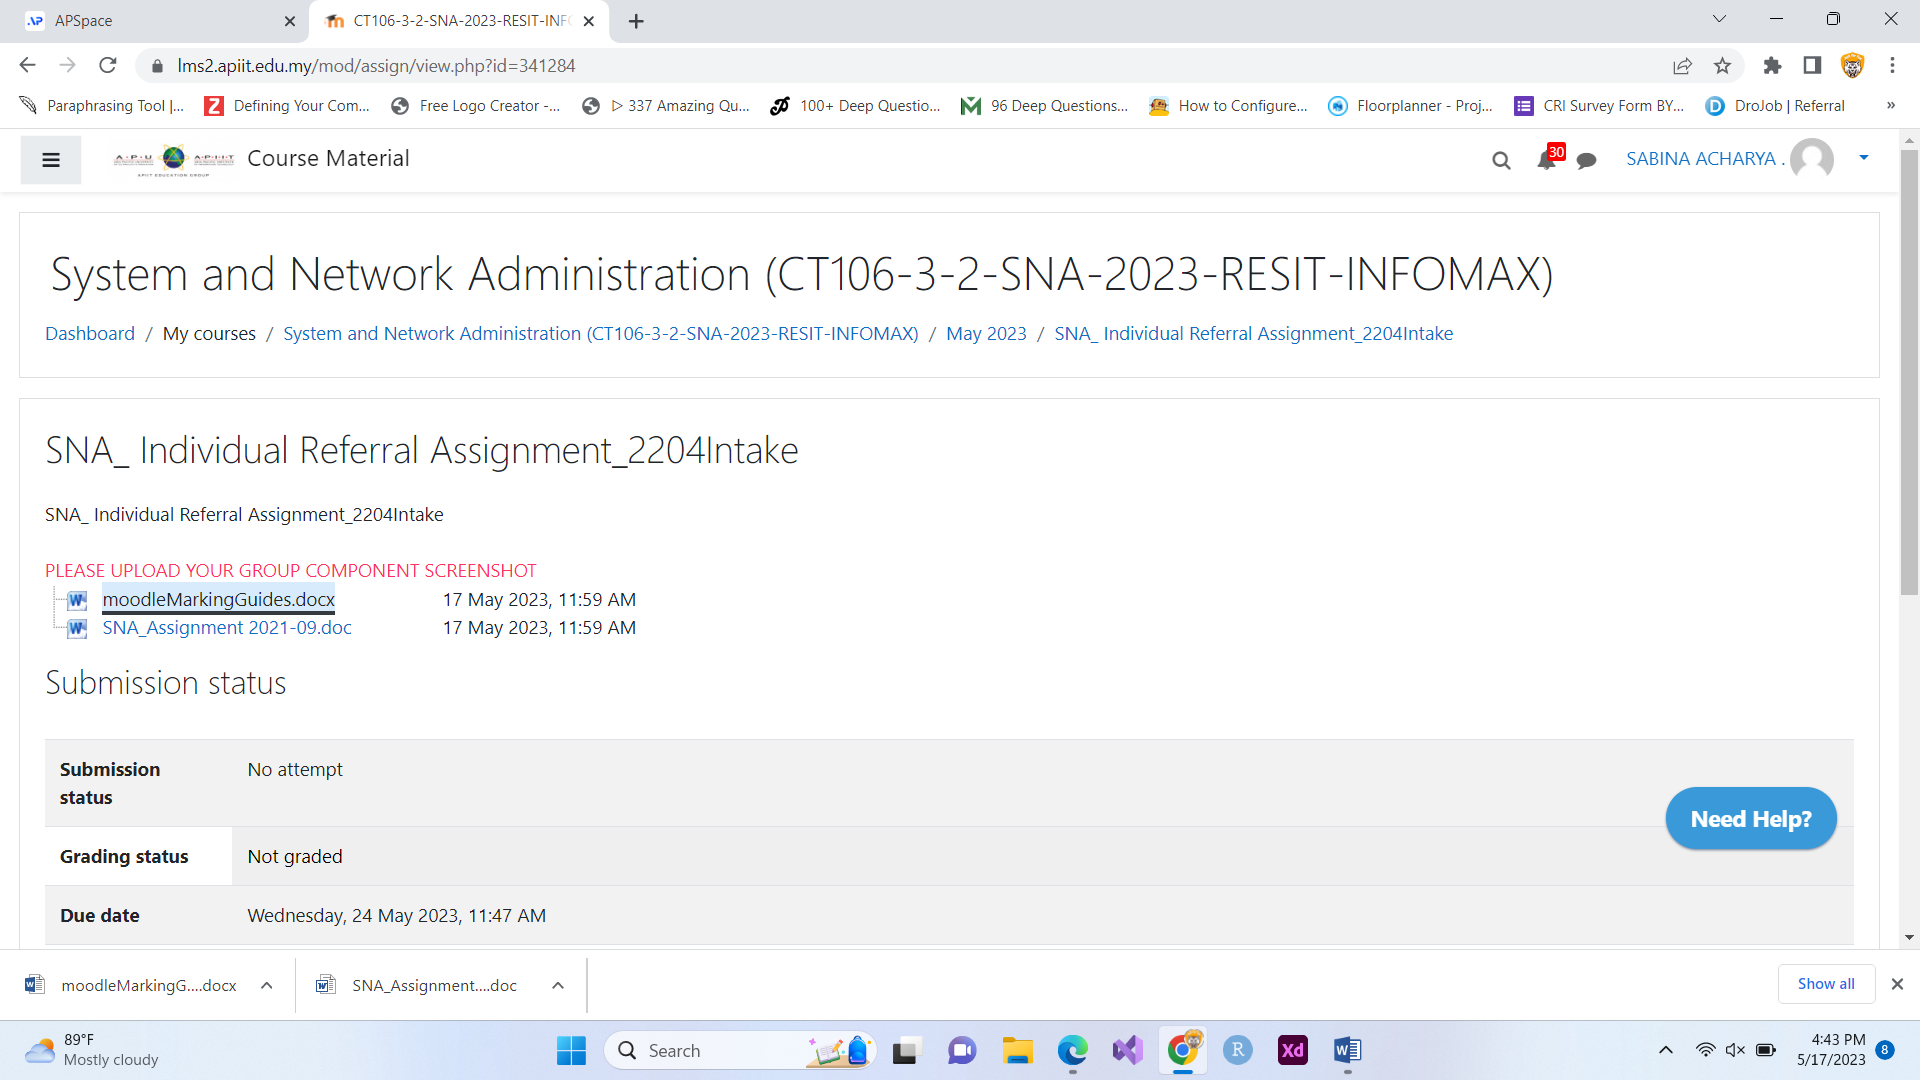 APSpace
CT106-3-2-SNA-2023-RESIT-INF
lms2.apiit.edu.my/mod/assign/view.php?id=341284
Paraphrasing Tool |... Defining Your Com... Free Logo Creator -... ▷ 337 Amazing Qu... 100+ Deep Questio... 96 Deep Questions... How to Configure... Floorplanner - Proj... CRI Survey Form BY... DroJob | Referral »
A·P·U A·P·I·I·T
APIIT EDUCATION GROUP
Course Material
30
SABINA ACHARYA .
System and Network Administration (CT106-3-2-SNA-2023-RESIT-INFOMAX)
Dashboard / My courses / System and Network Administration (CT106-3-2-SNA-2023-RESIT-INFOMAX) / May 2023 / SNA_ Individual Referral Assignment_2204Intake
SNA_ Individual Referral Assignment_2204Intake
SNA_ Individual Referral Assignment_2204Intake
PLEASE UPLOAD YOUR GROUP COMPONENT SCREENSHOT
moodleMarkingGuides.docx 17 May 2023, 11:59 AM
SNA_Assignment 2021-09.doc 17 May 2023, 11:59 AM
Submission status
Submission status No attempt
Need Help?
Grading status Not graded
Due date Wednesday, 24 May 2023, 11:47 AM
moodleMarkingG....docx
SNA_Assignment....doc
Show all
89°F
Mostly cloudy
Search
R
Xd
4:43 PM
5/17/2023
8